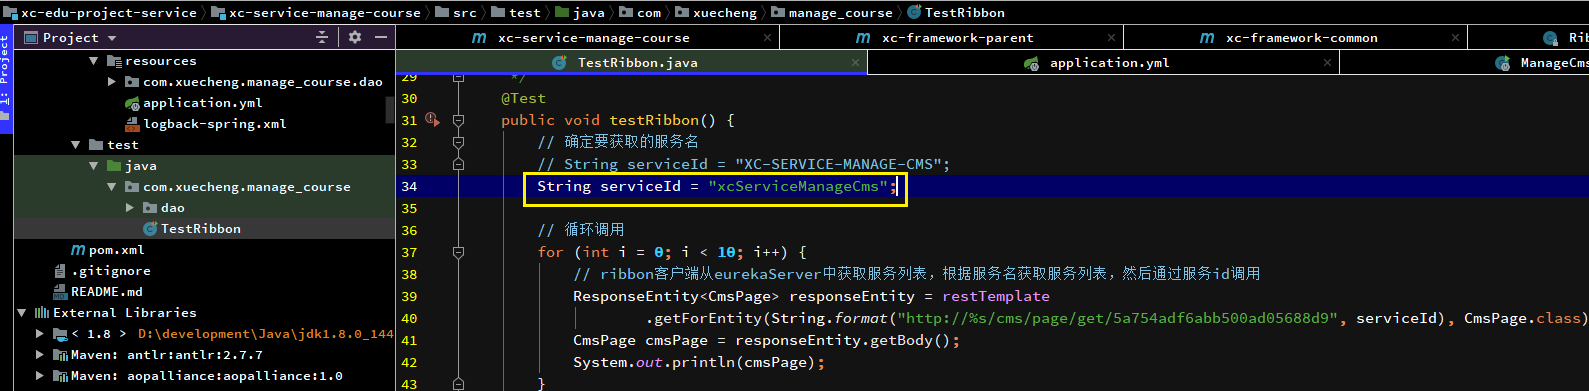 xc-edu-project-service xc-service-manage-course src test java com xuecheng manage_course TestRibbon
Project
xc-service-manage-course xc-framework-parent xc-framework-common Rib
TestRibbon.java application.yml ManageCms
1: Project
resources
com.xuecheng.manage_course.dao
application.yml
logback-spring.xml
test
java
com.xuecheng.manage_course
dao
TestRibbon
pom.xml
.gitignore
README.md
External Libraries
< 1.8 > D:\development\Java\jdk1.8.0_144
Maven: antlr:antlr:2.7.7
Maven: aopalliance:aopalliance:1.0
29 */
30 @Test
31 public void testRibbon() {
32 // 确定要获取的服务名
33 // String serviceId = "XC-SERVICE-MANAGE-CMS";
34 String serviceId = "xcServiceManageCms";
35
36 // 循环调用
37 for (int i = 0; i < 10; i++) {
38 // ribbon客户端从eurekaServer中获取服务列表，根据服务名获取服务列表，然后通过服务id调用
39 ResponseEntity<CmsPage> responseEntity = restTemplate
40 .getForEntity(String.format("http://%s/cms/page/get/5a754adf6abb500ad05688d9", serviceId), CmsPage.class)
41 CmsPage cmsPage = responseEntity.getBody();
42 System.out.println(cmsPage);
43 }